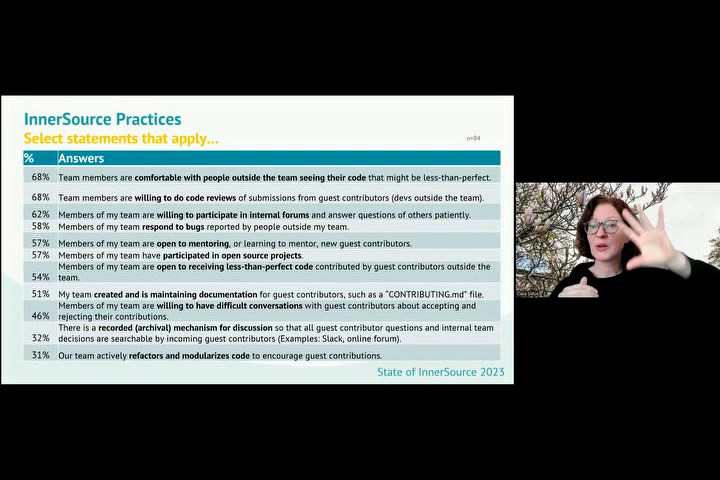 InnerSource Practices
Select statements that apply...
n=84
% Answers
68% Team members are comfortable with people outside the team seeing their code that might be less-than-perfect.
68% Team members are willing to do code reviews of submissions from guest contributors (devs outside the team).
62% Members of my team are willing to participate in internal forums and answer questions of others patiently.
58% Members of my team respond to bugs reported by people outside my team.
57% Members of my team are open to mentoring, or learning to mentor, new guest contributors.
57% Members of my team have participated in open source projects.
Members of my team are open to receiving less-than-perfect code contributed by guest contributors outside the
54% team.
51% My team created and is maintaining documentation for guest contributors, such as a "CONTRIBUTING.md" file.
Members of my team are willing to have difficult conversations with guest contributors about accepting and
46% rejecting their contributions.
There is a recorded (archival) mechanism for discussion so that all guest contributor questions and internal team
32% decisions are searchable by incoming guest contributors (Examples: Slack, online forum).
31% Our team actively refactors and modularizes code to encourage guest contributions.
State of InnerSource 2023